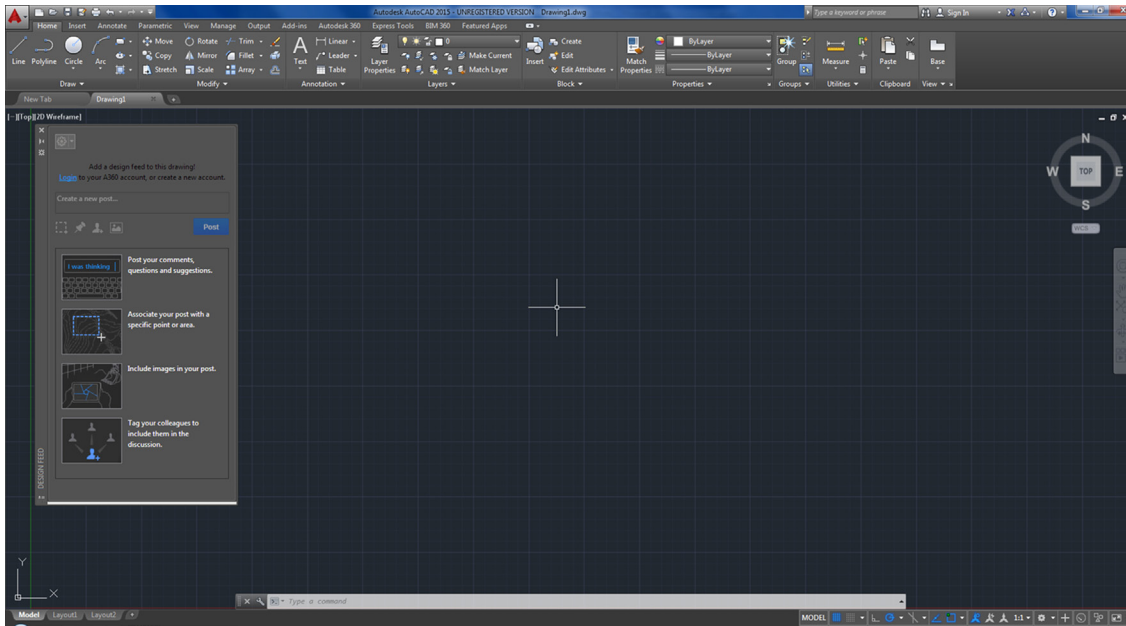 Autodesk AutoCAD 2015 - UNREGISTERED VERSION Drawing1.dwg
Type a keyword or phrase
Sign In
Home Insert Annotate Parametric View Manage Output Add-ins Autodesk 360 Express Tools BIM 360 Featured Apps
Line Polyline Circle Arc
Move Rotate Trim
Copy Mirror Fillet
Stretch Scale Array
Text
Linear
Leader
Table
Layer Properties
0
Make Current
Match Layer
Insert
Create
Edit
Edit Attributes
Match Properties
ByLayer
ByLayer
ByLayer
Group
Measure
Paste
Base
Draw Modify Annotation Layers Block Properties Groups Utilities Clipboard View
New Tab Drawing1
[−][Top][2D Wireframe]
Add a design feed to this drawing!
Login to your A360 account, or create a new account.
Create a new post...
Post
I was thinking
Post your comments,
questions and suggestions.
Associate your post with a
specific point or area.
Include images in your post.
Tag your colleagues to
include them in the
discussion.
DESIGN FEED
N
W TOP E
S
WCS
Y
X
Type a command
Model Layout1 Layout2 +
MODEL 1:1